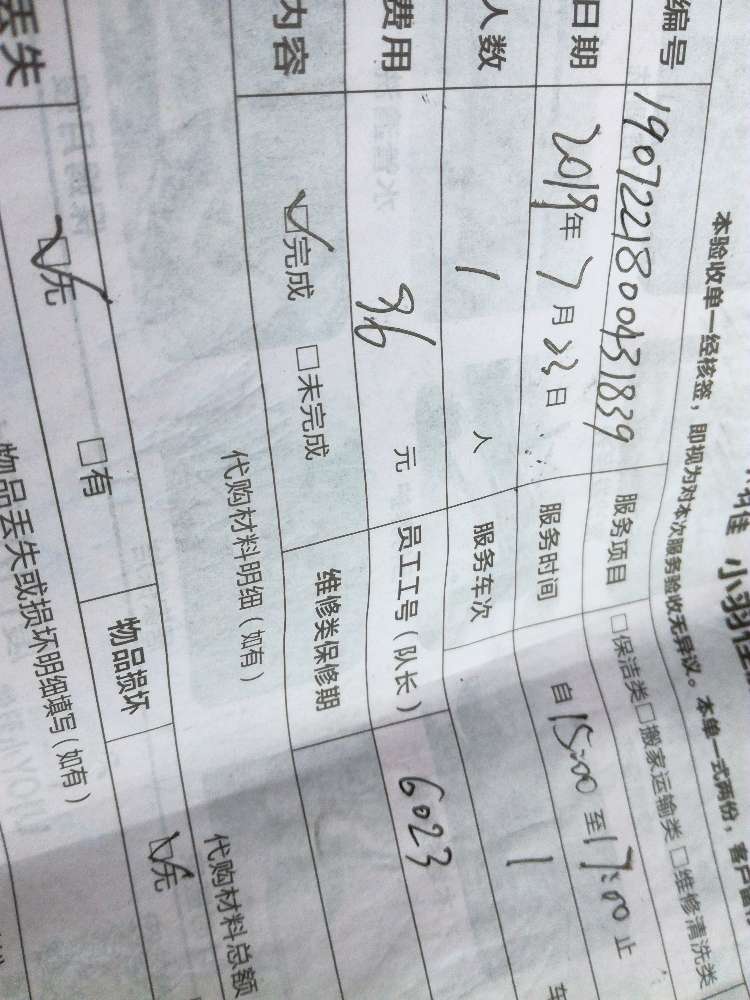 小羽佳
本验收单一经核签，即视为对本次服务验收无异议。本单一式两份，客户留
编号 1907221800431839 服务项目 □保洁类□搬家运输类□维修清洗类
日期 2019年7月23日 服务时间 自15:00至17:00止
人数 1 人 服务车次 1 车
费用 96 元 员工工号（队长） 6023
内容 ☑完成 □未完成 维修类保修期
代购材料明细（如有） 代购材料总额
丢失 ☑无 □有 物品损坏 ☑无
物品丢失或损坏明细填写（如有）